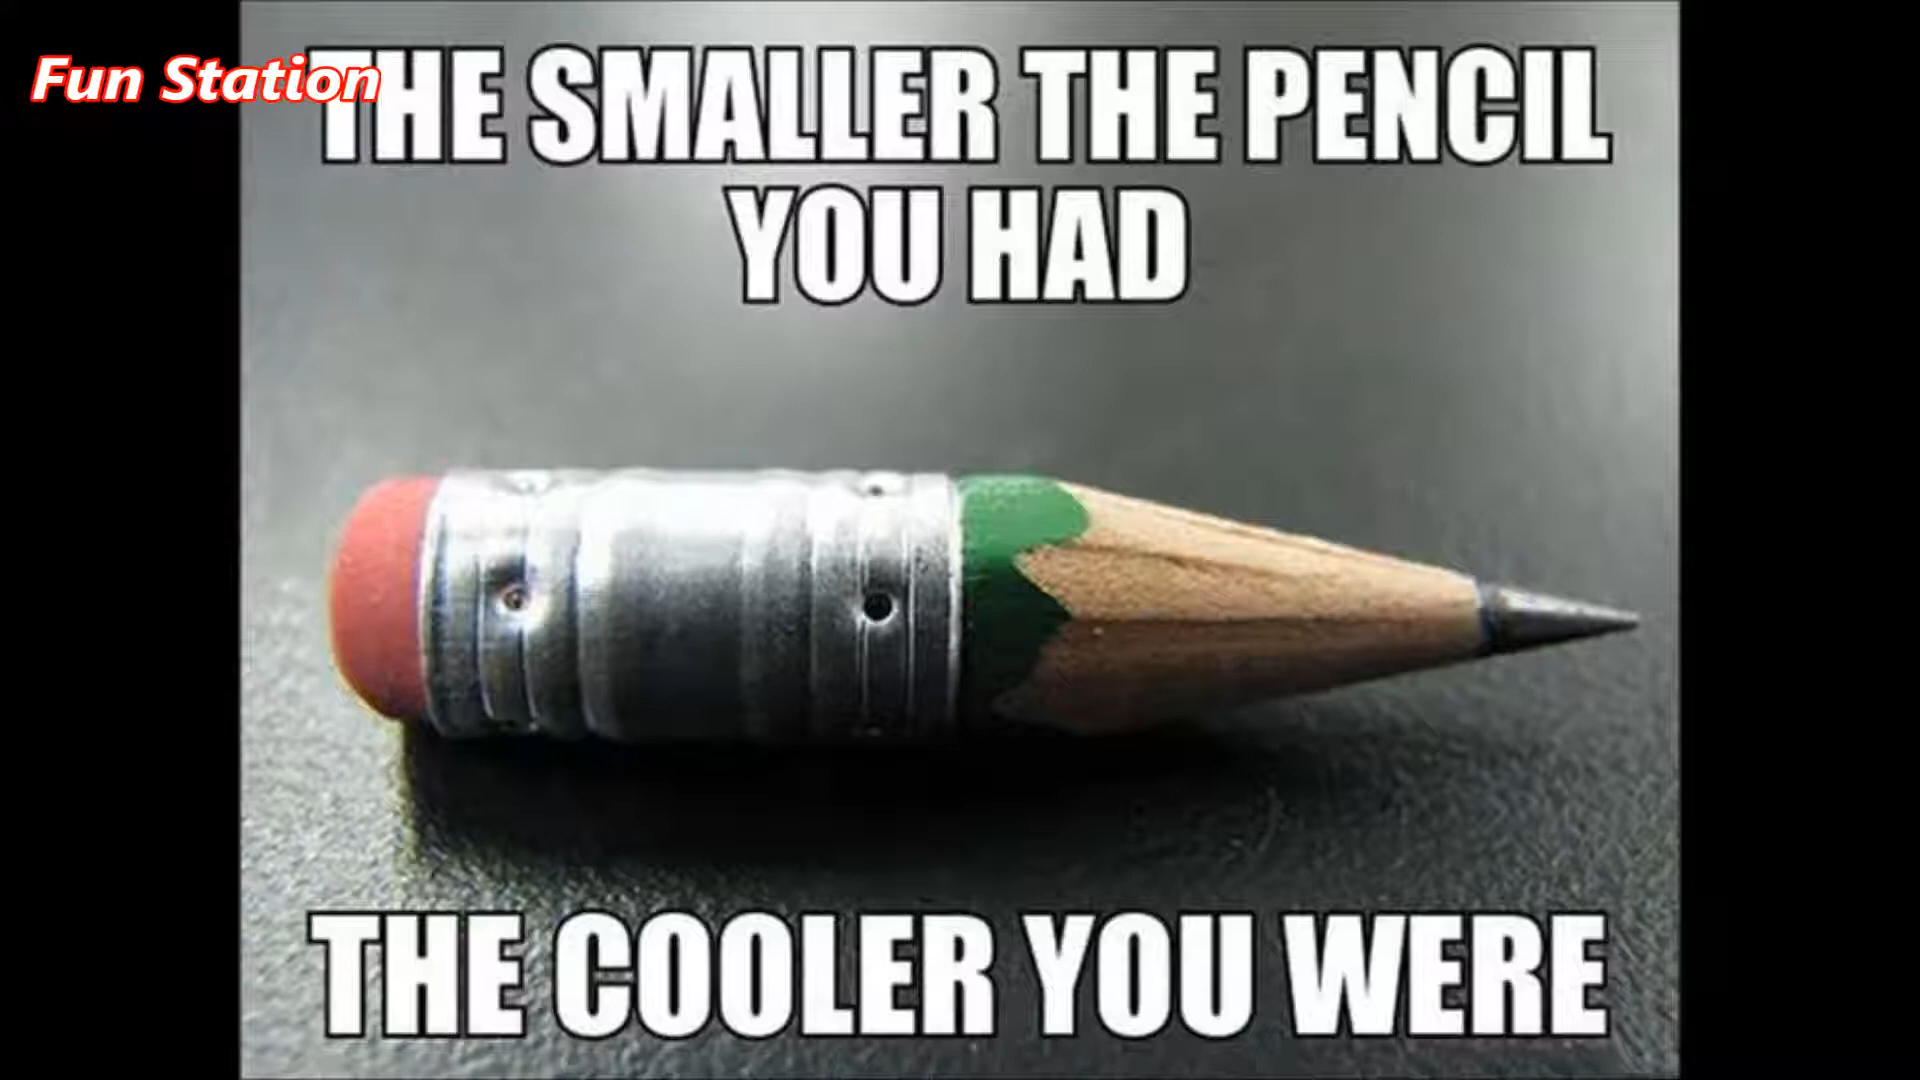 Fun Station
THE SMALLER THE PENCIL
YOU HAD
THE COOLER YOU WERE